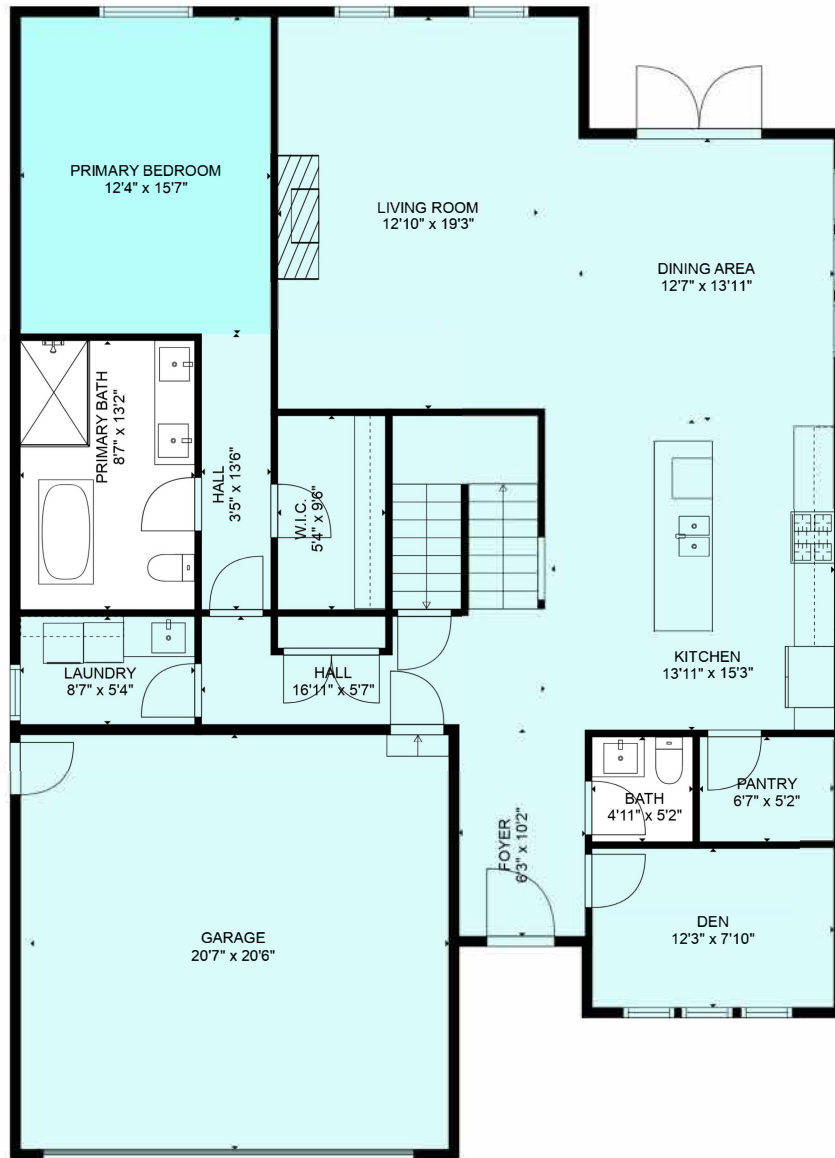 PRIMARY BEDROOM
12'4" x 15'7"
LIVING ROOM
12'10" x 19'3"
DINING AREA
12'7" x 13'11"
PRIMARY BATH
8'7" x 13'2"
HALL
3'5" x 13'6"
W.I.C.
5'4" x 9'6"
KITCHEN
13'11" x 15'3"
LAUNDRY
8'7" x 5'4"
HALL
16'11" x 5'7"
BATH
4'11" x 5'2"
PANTRY
6'7" x 5'2"
FOYER
6'3" x 10'2"
DEN
12'3" x 7'10"
GARAGE
20'7" x 20'6"